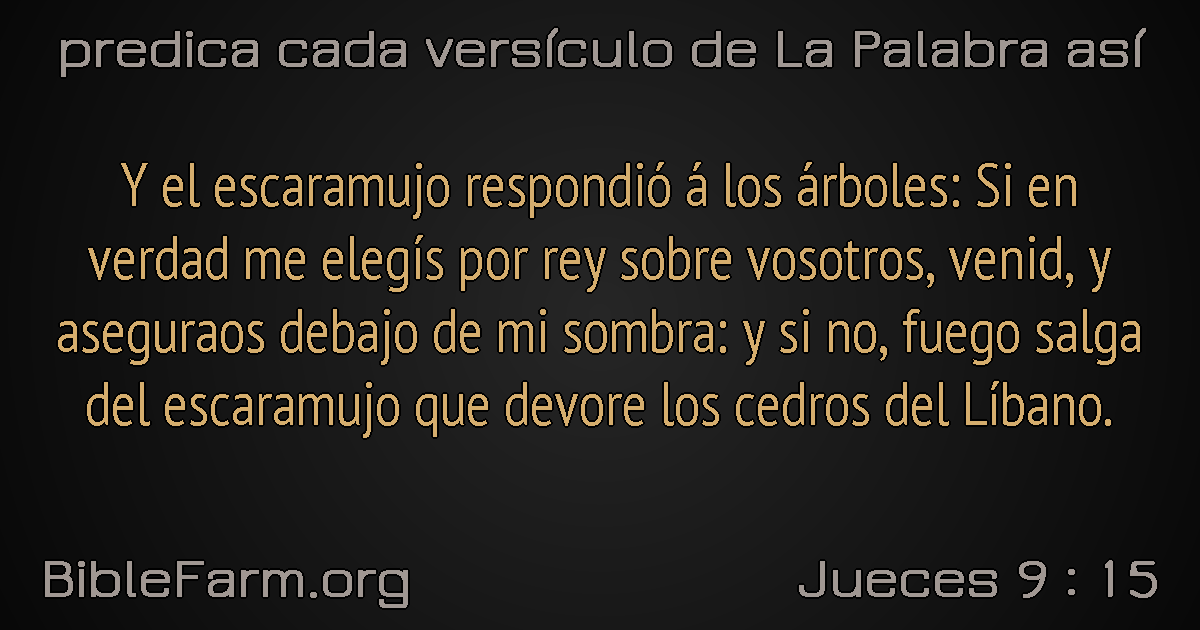 predica cada versículo de La Palabra así
Y el escaramujo respondió á los árboles: Si en
verdad me elegís por rey sobre vosotros, venid, y
aseguraos debajo de mi sombra: y si no, fuego salga
del escaramujo que devore los cedros del Líbano.
BibleFarm.org
Jueces 9 : 15